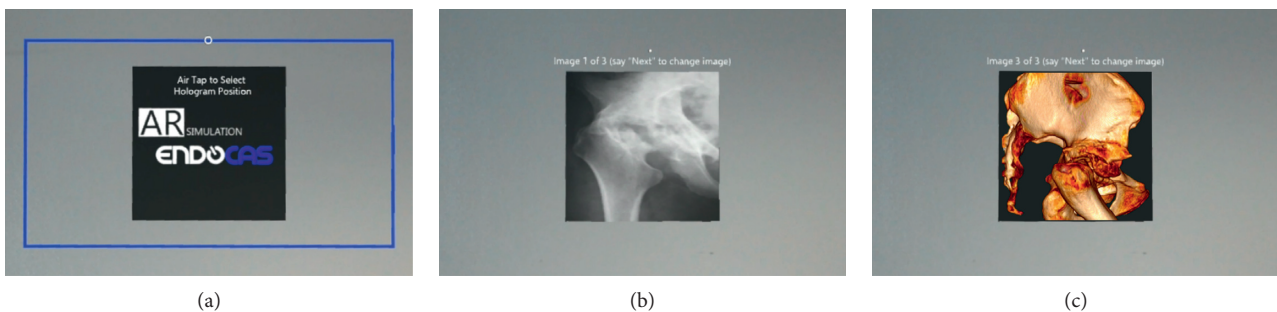 Air Tap to Select
Hologram Position
AR SIMULATION
ENDOCAS
Image 1 of 3 (say "Next" to change image)
Image 3 of 3 (say "Next" to change image)
(a)
(b)
(c)